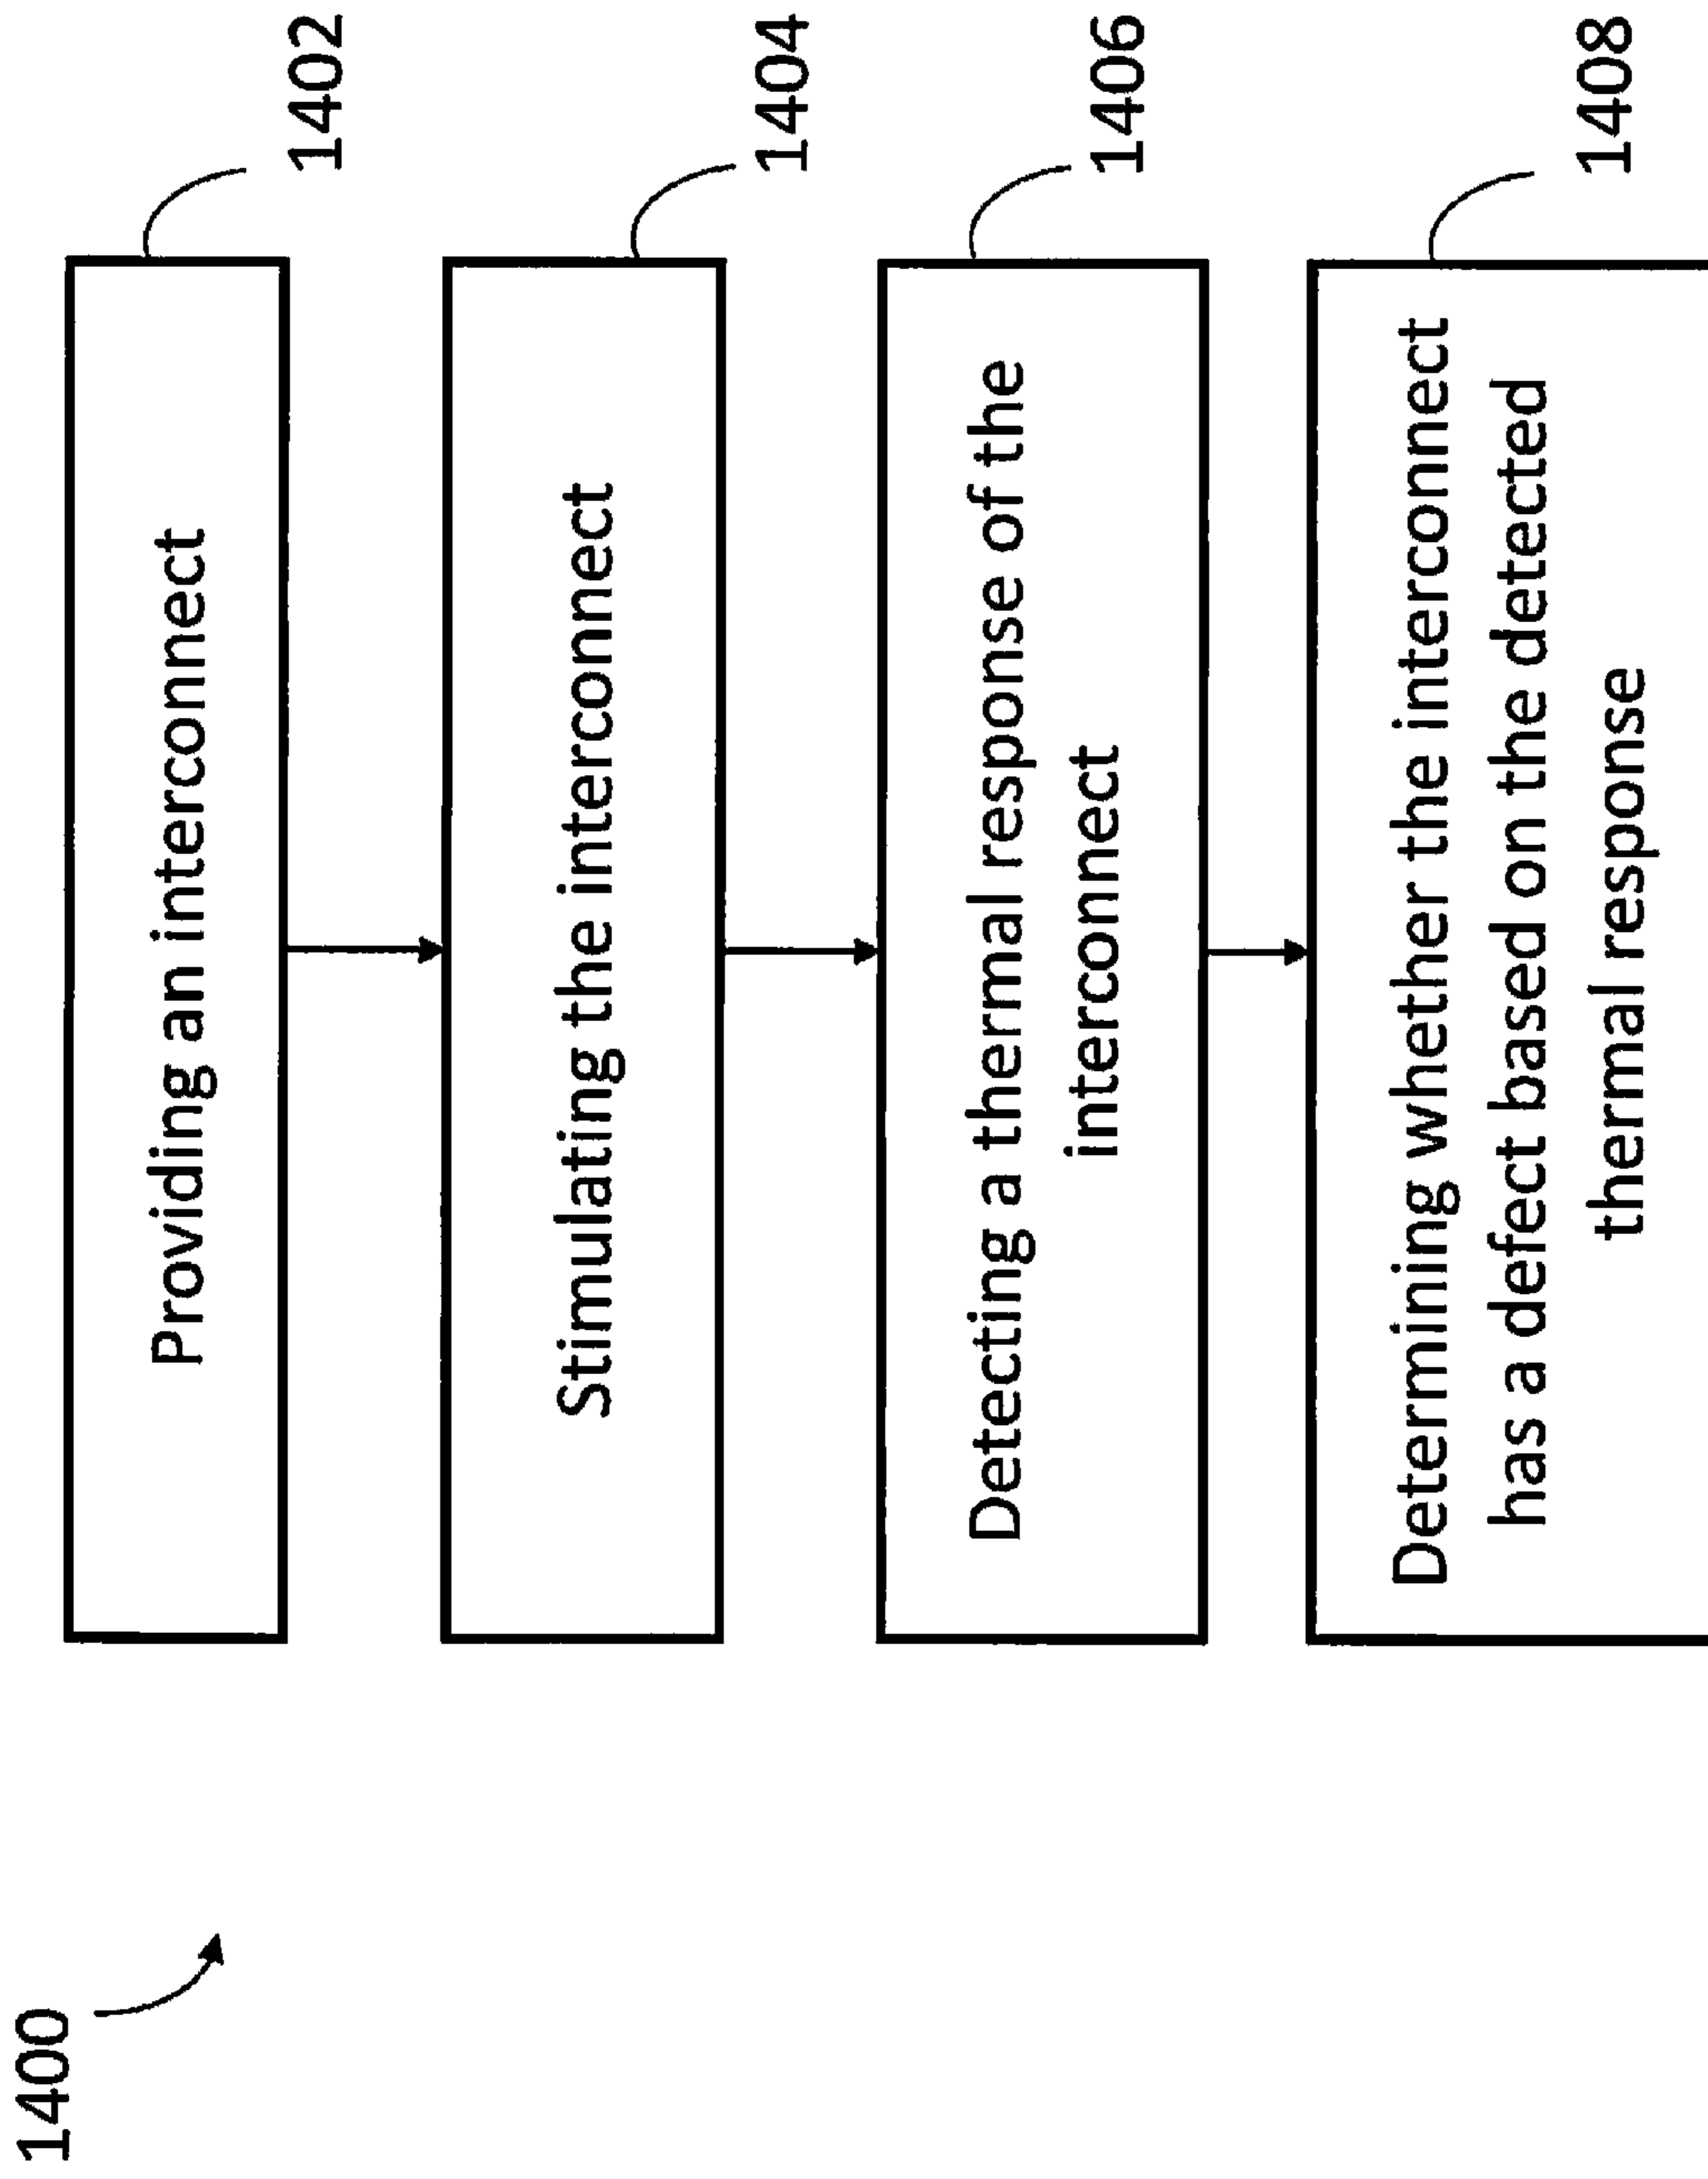 1400
Providing an interconnect
1402
Stimulating the interconnect
1404
Detecting a thermal response of the
interconnect
1406
Determining whether the interconnect
has a defect based on the detected
thermal response
1408